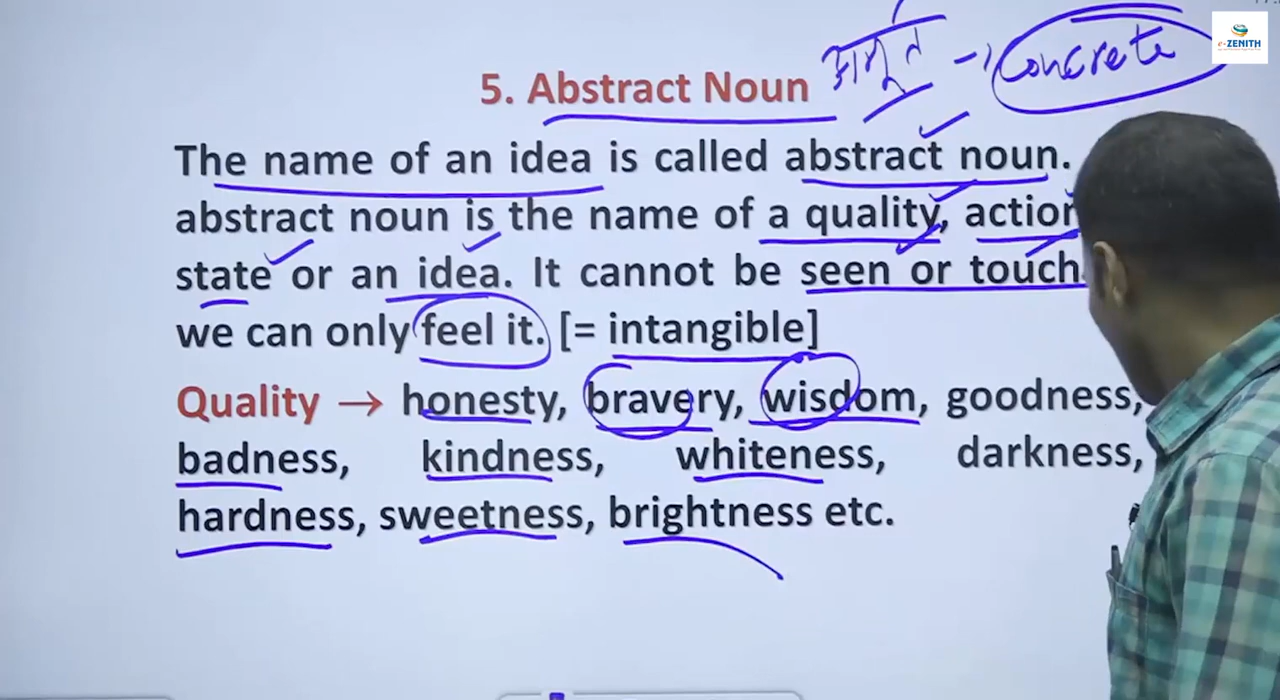 e-ZENITH
अमूर्त → Concrete
5. Abstract Noun
The name of an idea is called abstract noun.
abstract noun is the name of a quality, action
state or an idea. It cannot be seen or touch
we can only feel it. [= intangible]
Quality → honesty, bravery, wisdom, goodness,
badness, kindness, whiteness, darkness,
hardness, sweetness, brightness etc.